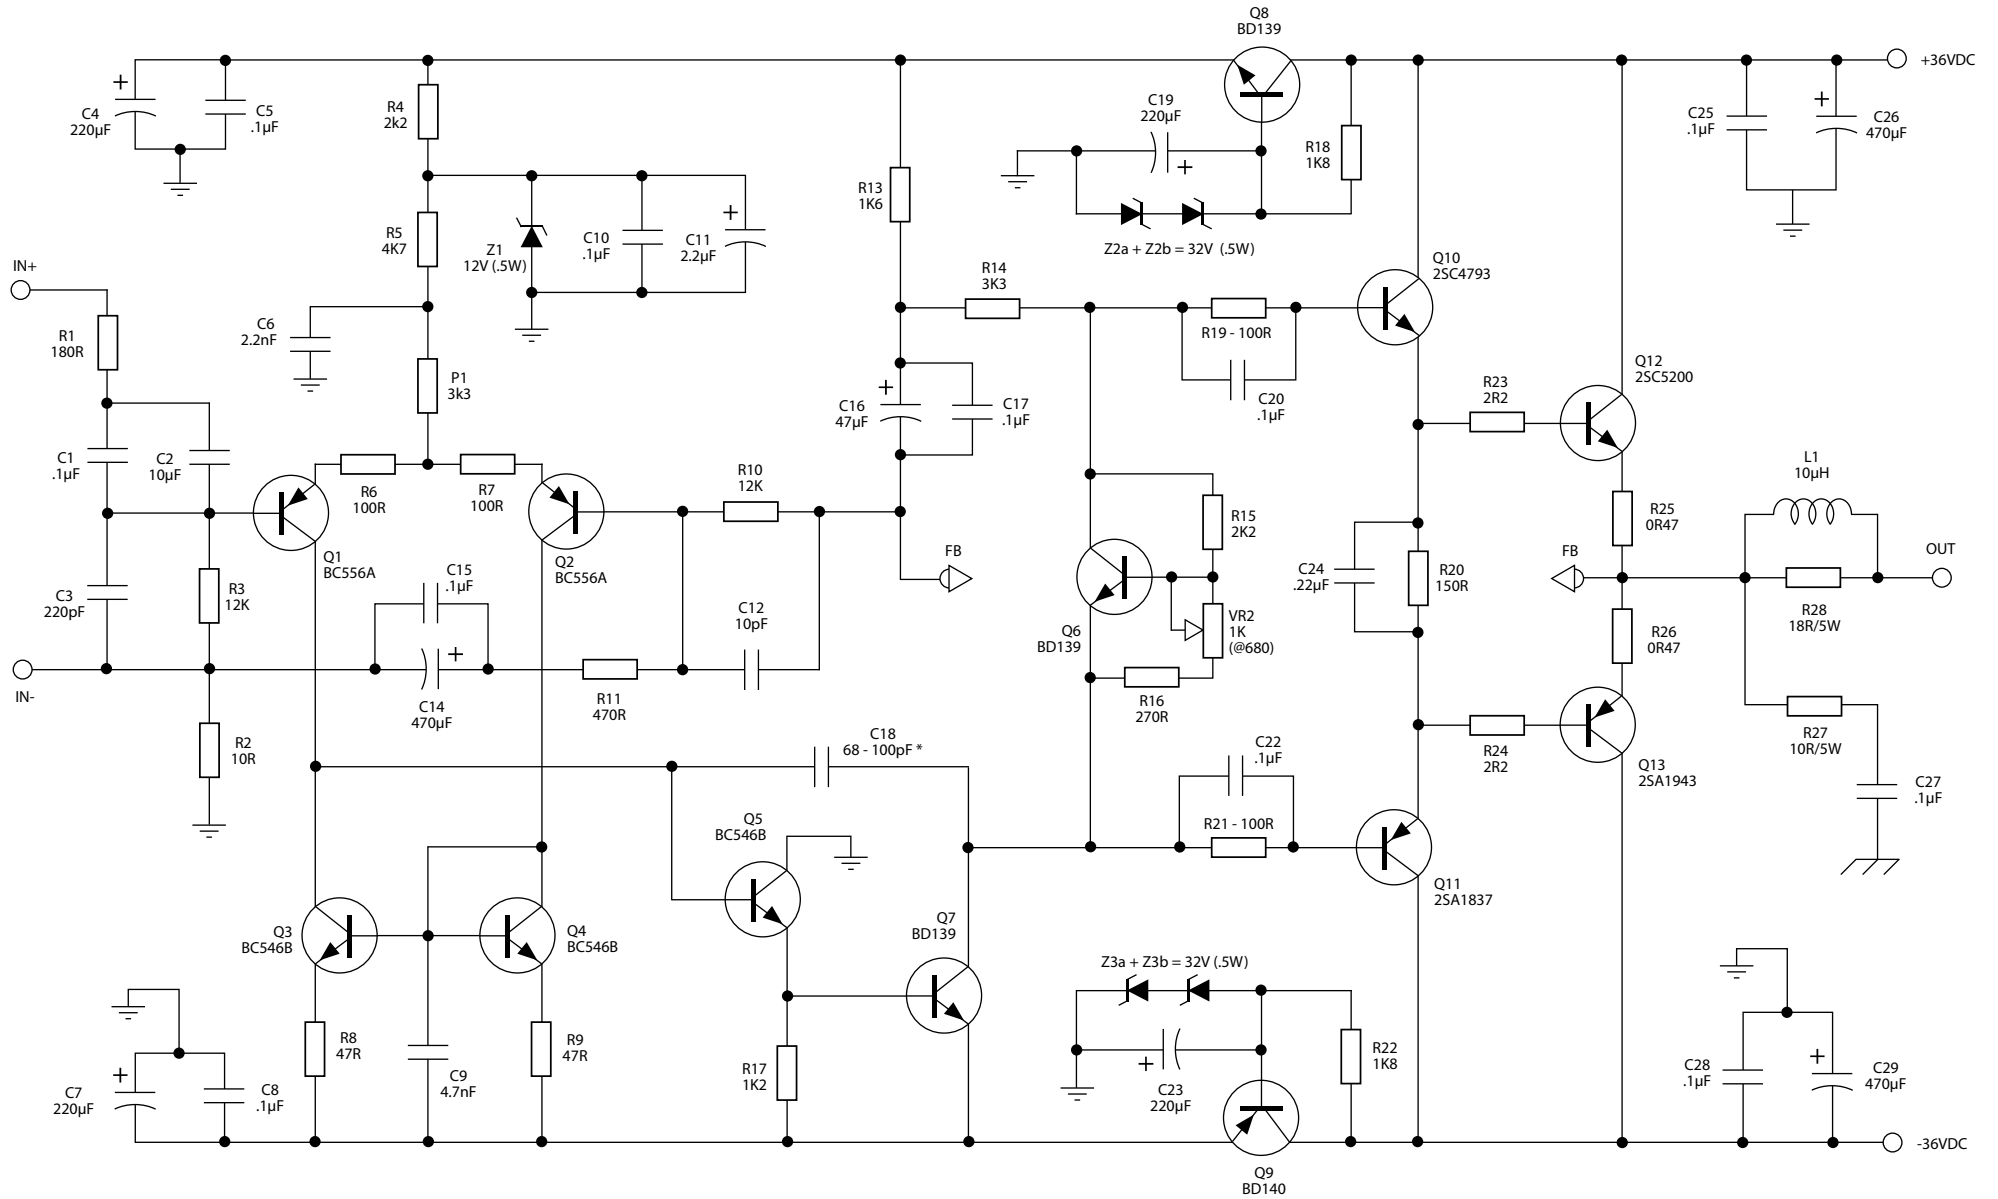 Q8
BD139
+36VDC
C4
220µF
+
C5
.1µF
R4
2k2
C19
220µF
+
R18
1K8
C25
.1µF
+
C26
470µF
R13
1K6
R5
4K7
Z1
12V (.5W)
C10
.1µF
+
C11
2.2µF
Z2a + Z2b = 32V (.5W)
IN+
R14
3K3
Q10
2SC4793
R1
180R
C6
2.2nF
R19 - 100R
P1
3k3
Q12
2SC5200
+
C16
47µF
C17
.1µF
C20
.1µF
R23
2R2
C1
.1µF
C2
10µF
R6
100R
R7
100R
R10
12K
L1
10µH
R15
2K2
R25
0R47
Q1
BC556A
Q2
BC556A
FB
FB
OUT
C15
.1µF
C24
.22µF
R20
150R
C3
220pF
R3
12K
C12
10pF
Q6
BD139
VR2
1K
(@680)
R28
18R/5W
R26
0R47
+
IN-
C14
470µF
R11
470R
R16
270R
R2
10R
C18
68 - 100pF *
C22
.1µF
R24
2R2
Q13
2SA1943
R27
10R/5W
C27
.1µF
Q5
BC546B
R21 - 100R
Q11
2SA1837
Q3
BC546B
Q4
BC546B
Q7
BD139
Z3a + Z3b = 32V (.5W)
R8
47R
R9
47R
R17
1K2
+
C23
220µF
R22
1K8
+
C7
220µF
C8
.1µF
C9
4.7nF
C28
.1µF
+
C29
470µF
-36VDC
Q9
BD140